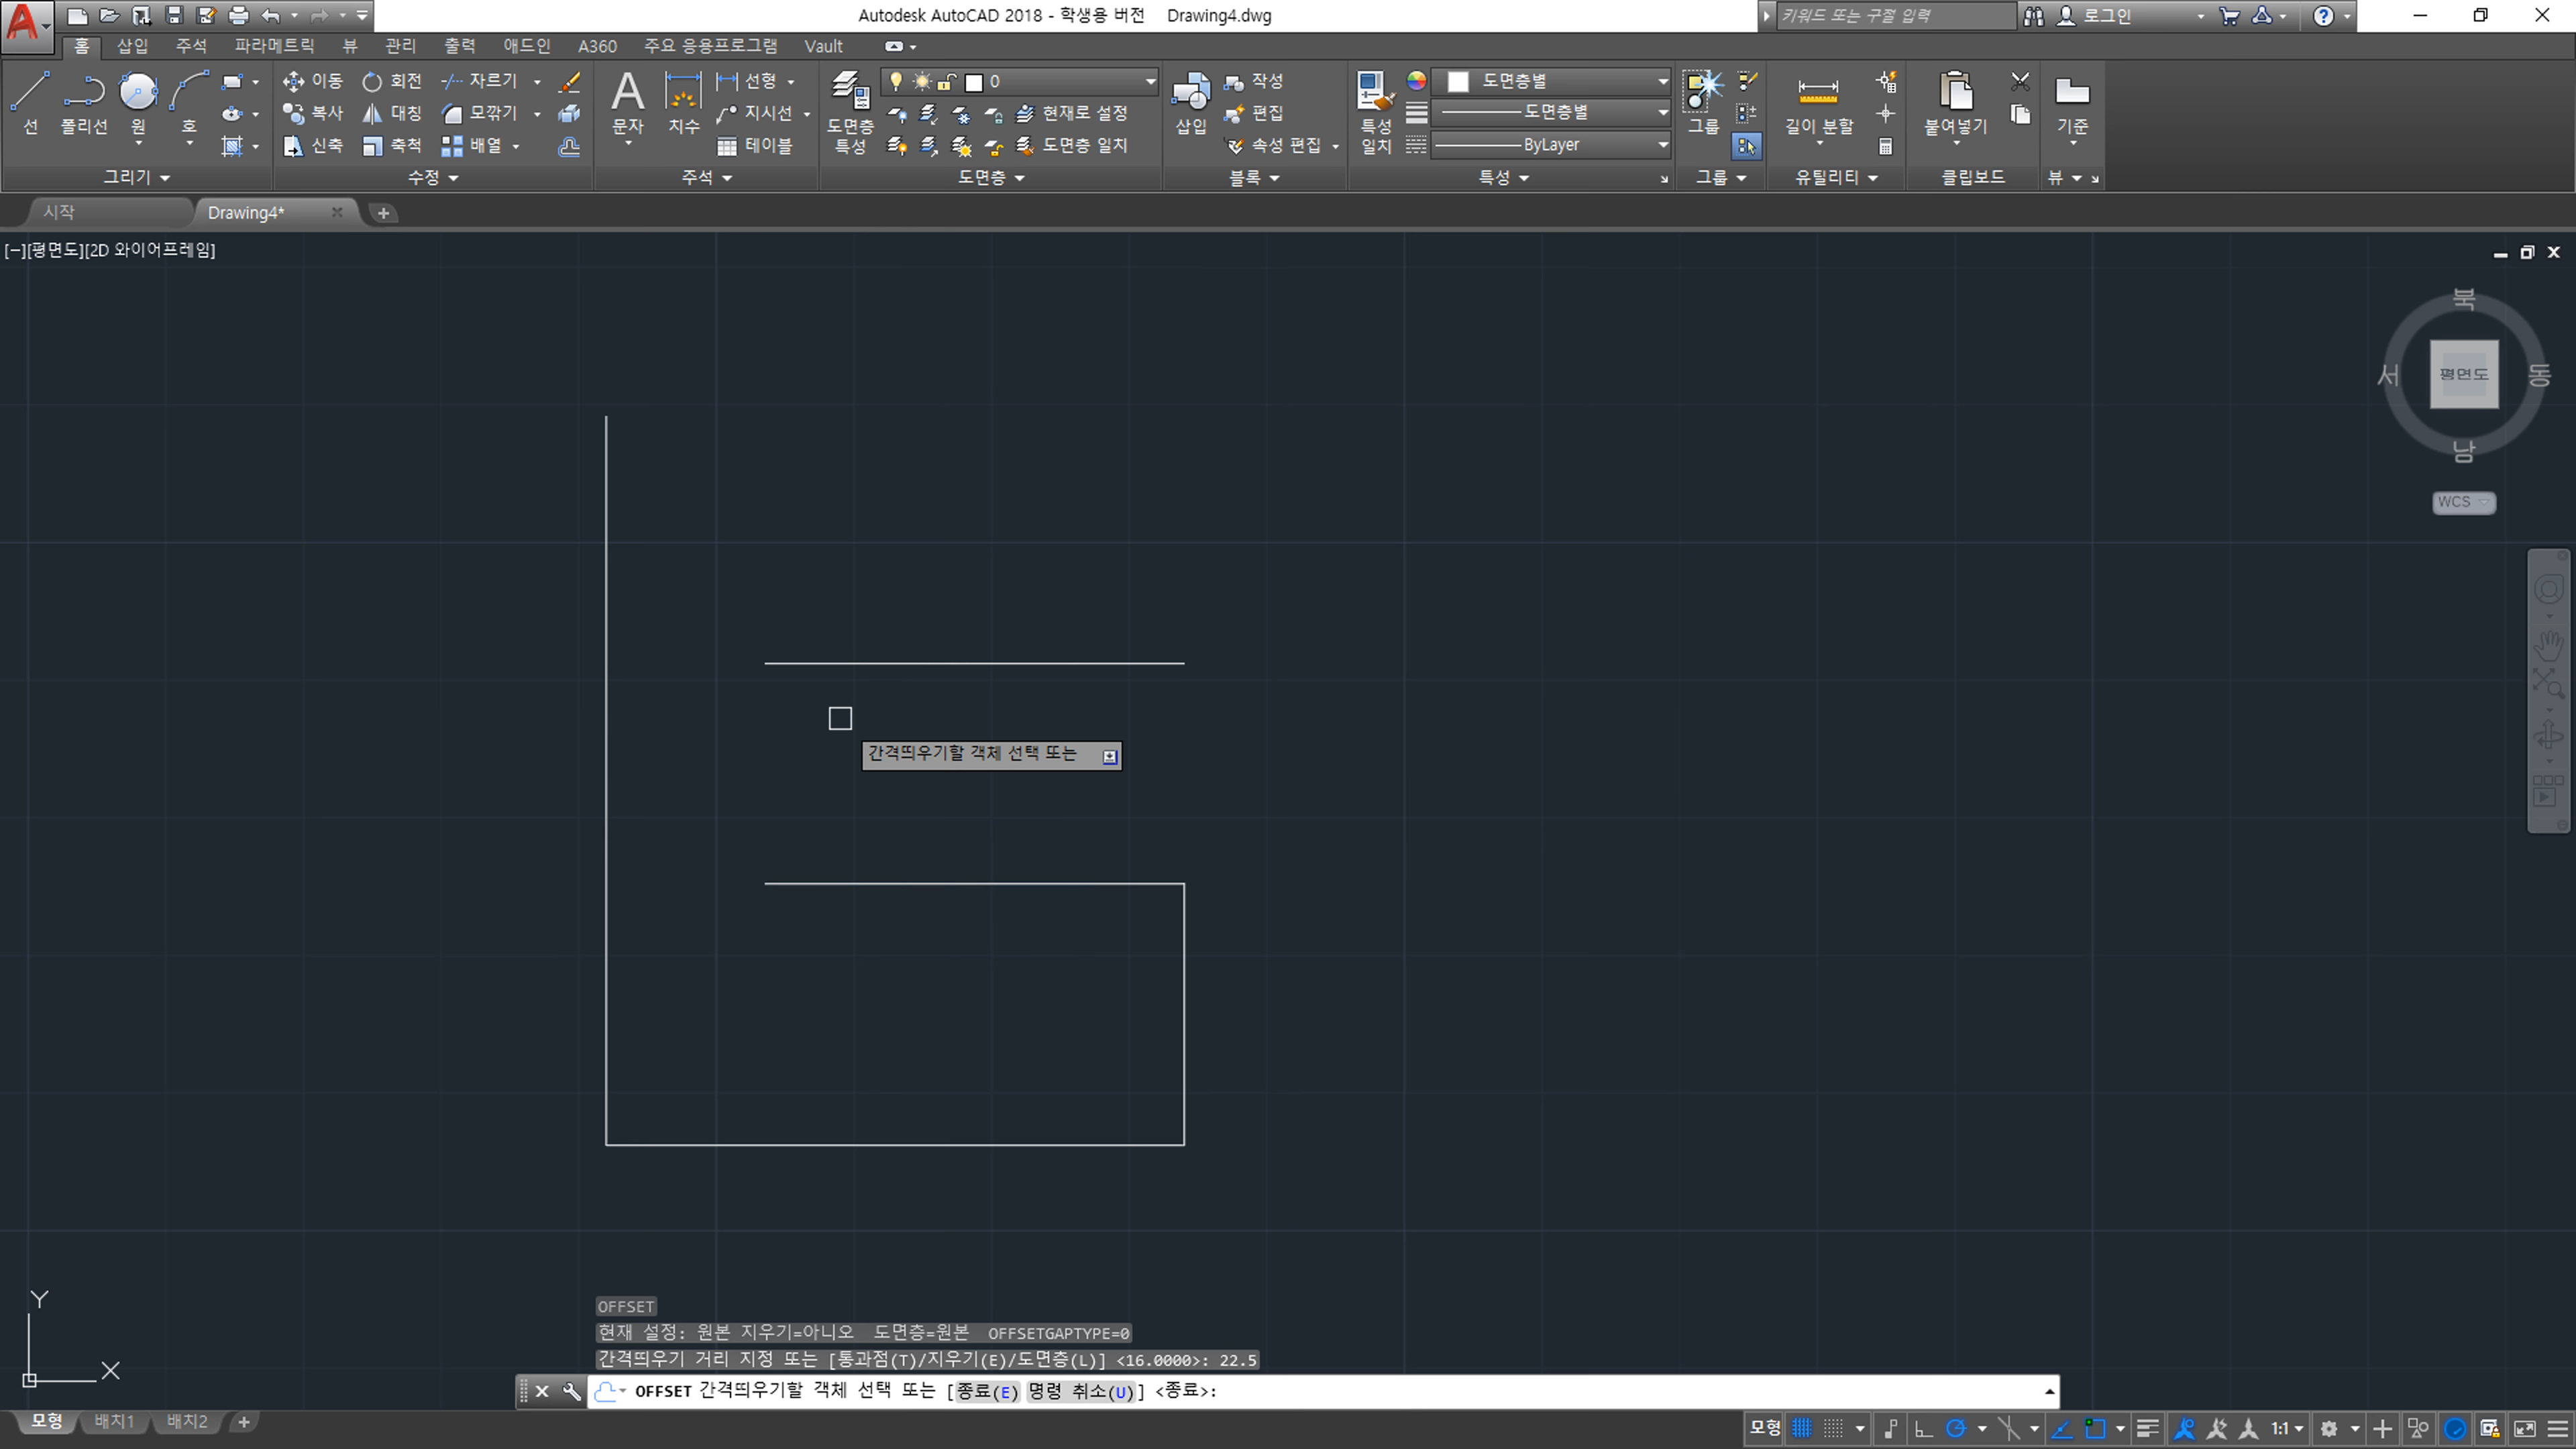 Autodesk AutoCAD 2018 - 학생용 버전 Drawing4.dwg
키워드 또는 구절 입력
로그인
홈 삽입 주석 파라메트릭 뷰 관리 출력 애드인 A360 주요 응용프로그램 Vault
선 폴리선 원 호
이동 회전 자르기
복사 대칭 모깎기
신축 축척 배열
문자 치수
선형
지시선
테이블
도면층 특성
0
현재로 설정
도면층 일치
삽입
작성
편집
속성 편집
특성 일치
도면층별
도면층별
ByLayer
그룹
길이 분할
붙여넣기
기준
그리기 수정 주석 도면층 블록 특성 그룹 유틸리티 클립보드 뷰
시작 Drawing4*
[−][평면도][2D 와이어프레임]
북
서 평면도 동
남
WCS
간격띄우기할 객체 선택 또는
Y
X
OFFSET
현재 설정: 원본 지우기=아니오 도면층=원본 OFFSETGAPTYPE=0
간격띄우기 거리 지정 또는 [통과점(T)/지우기(E)/도면층(L)] <16.0000>: 22.5
OFFSET 간격띄우기할 객체 선택 또는 [종료(E) 명령 취소(U)] <종료>:
모형 배치1 배치2
모형 1:1